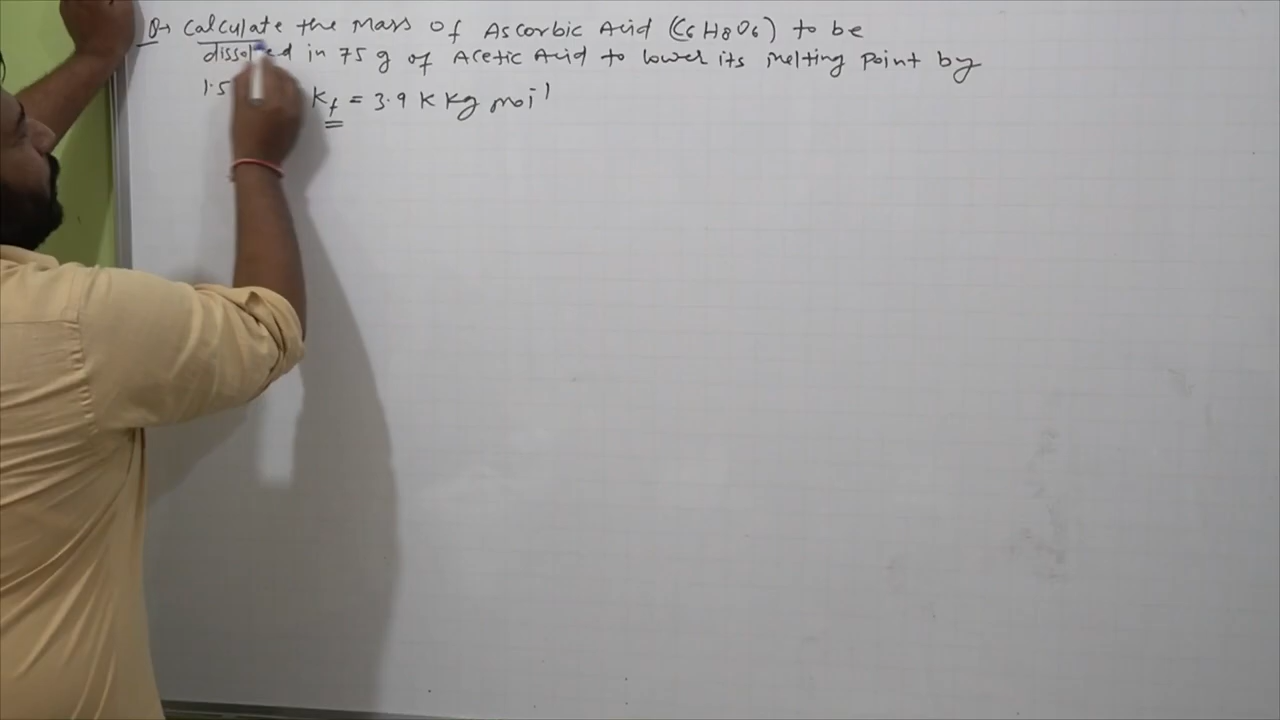 Q→ Calculate the Mass of Ascorbic Acid (C6H8O6) to be
dissolved in 75 g of Acetic Acid to lower its melting point by
1.5 Kf = 3.9 K Kg mol-1